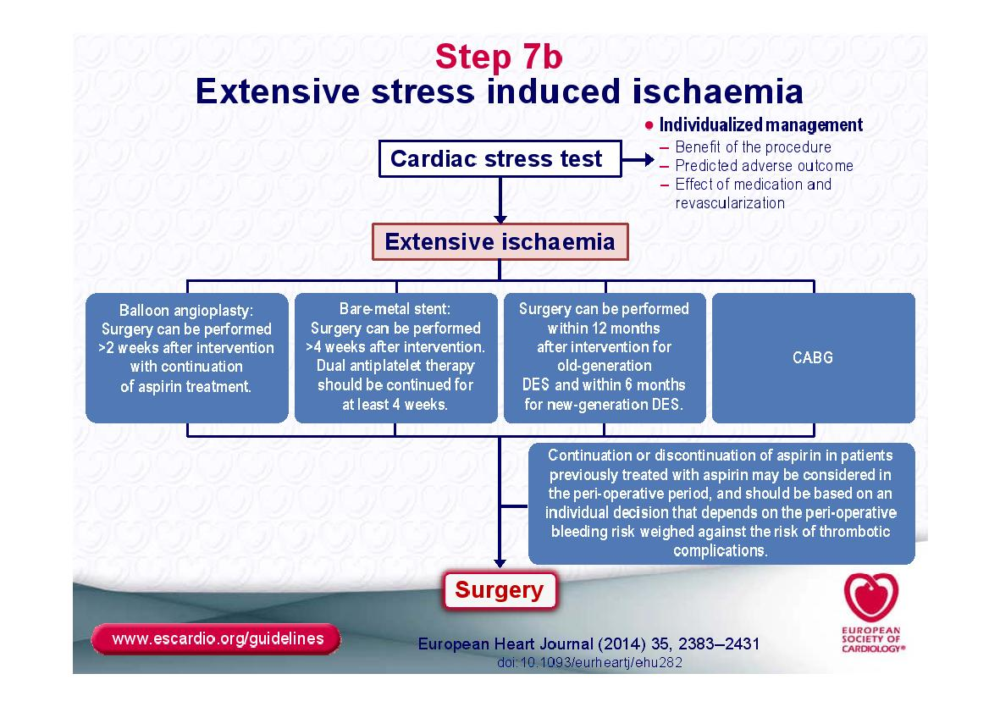 Step 7b
Extensive stress induced ischaemia
Cardiac stress test
• Individualized management
– Benefit of the procedure
– Predicted adverse outcome
– Effect of medication and
revascularization
Extensive ischaemia
Balloon angioplasty:
Surgery can be performed
>2 weeks after intervention
with continuation
of aspirin treatment.
Bare-metal stent:
Surgery can be performed
>4 weeks after intervention.
Dual antiplatelet therapy
should be continued for
at least 4 weeks.
Surgery can be performed
within 12 months
after intervention for
old-generation
DES and within 6 months
for new-generation DES.
CABG
Continuation or discontinuation of aspirin in patients
previously treated with aspirin may be considered in
the peri-operative period, and should be based on an
individual decision that depends on the peri-operative
bleeding risk weighed against the risk of thrombotic
complications.
Surgery
www.escardio.org/guidelines
European Heart Journal (2014) 35, 2383–2431
doi:10.1093/eurheartj/ehu282
EUROPEAN
SOCIETY OF
CARDIOLOGY®